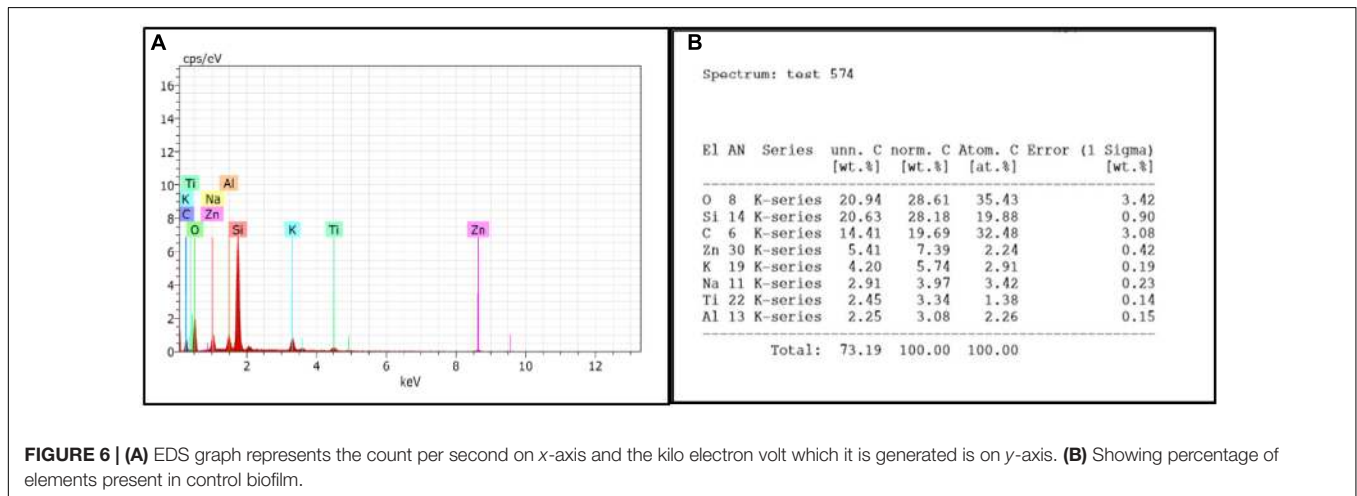 A
cps/eV
16
14
12
10
8
6
4
2
0
Ti
Al
K
Na
C
Zn
O
Si
K
Ti
Zn
2
4
6
8
10
12
keV
B
Spectrum: test 574
El AN Series unn. C norm. C Atom. C Error (1 Sigma)
[wt.%] [wt.%] [at.%] [wt.%]
O 8 K-series 20.94 28.61 35.43 3.42
Si 14 K-series 20.63 28.18 19.88 0.90
C 6 K-series 14.41 19.69 32.48 3.08
Zn 30 K-series 5.41 7.39 2.24 0.42
K 19 K-series 4.20 5.74 2.91 0.19
Na 11 K-series 2.91 3.97 3.42 0.23
Ti 22 K-series 2.45 3.34 1.38 0.14
Al 13 K-series 2.25 3.08 2.26 0.15
Total: 73.19 100.00 100.00
FIGURE 6 | (A) EDS graph represents the count per second on x-axis and the kilo electron volt which it is generated is on y-axis. (B) Showing percentage of
elements present in control biofilm.